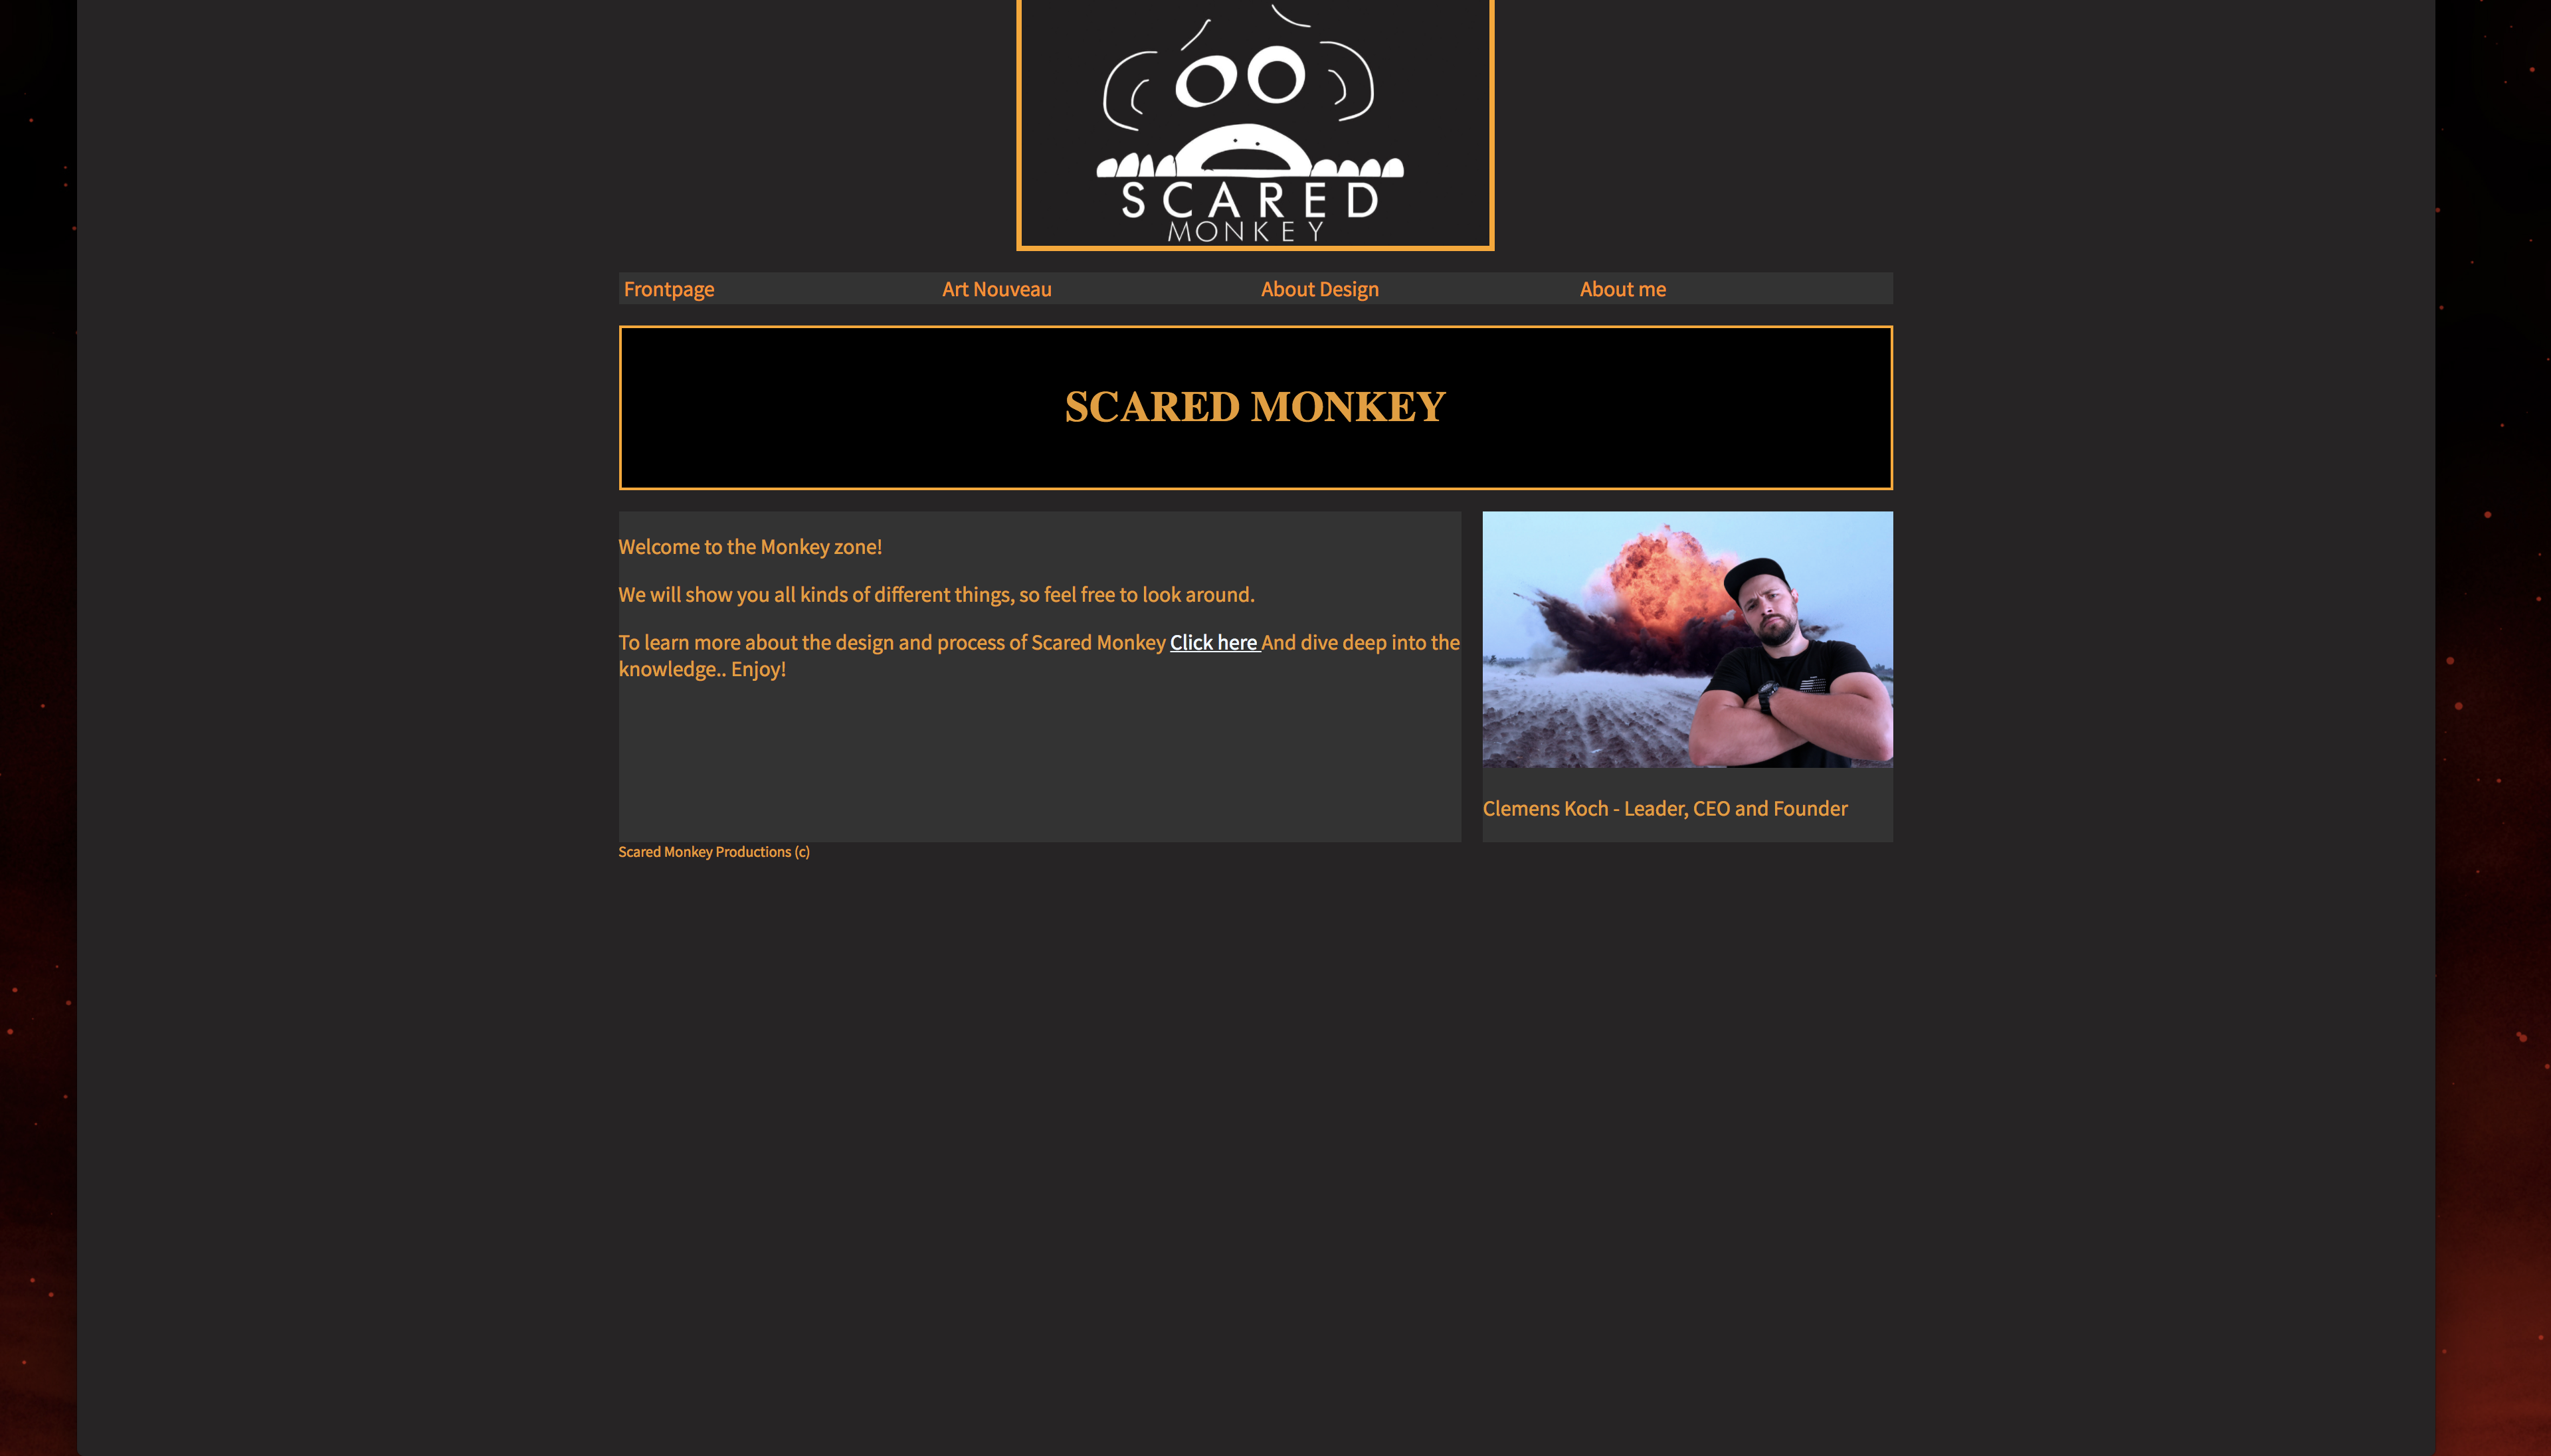 SCARED
MONKEY
Frontpage
Art Nouveau
About Design
About me
SCARED MONKEY
Welcome to the Monkey zone!
We will show you all kinds of different things, so feel free to look around.
To learn more about the design and process of Scared Monkey Click here And dive deep into the
knowledge.. Enjoy!
Clemens Koch - Leader, CEO and Founder
Scared Monkey Productions (c)